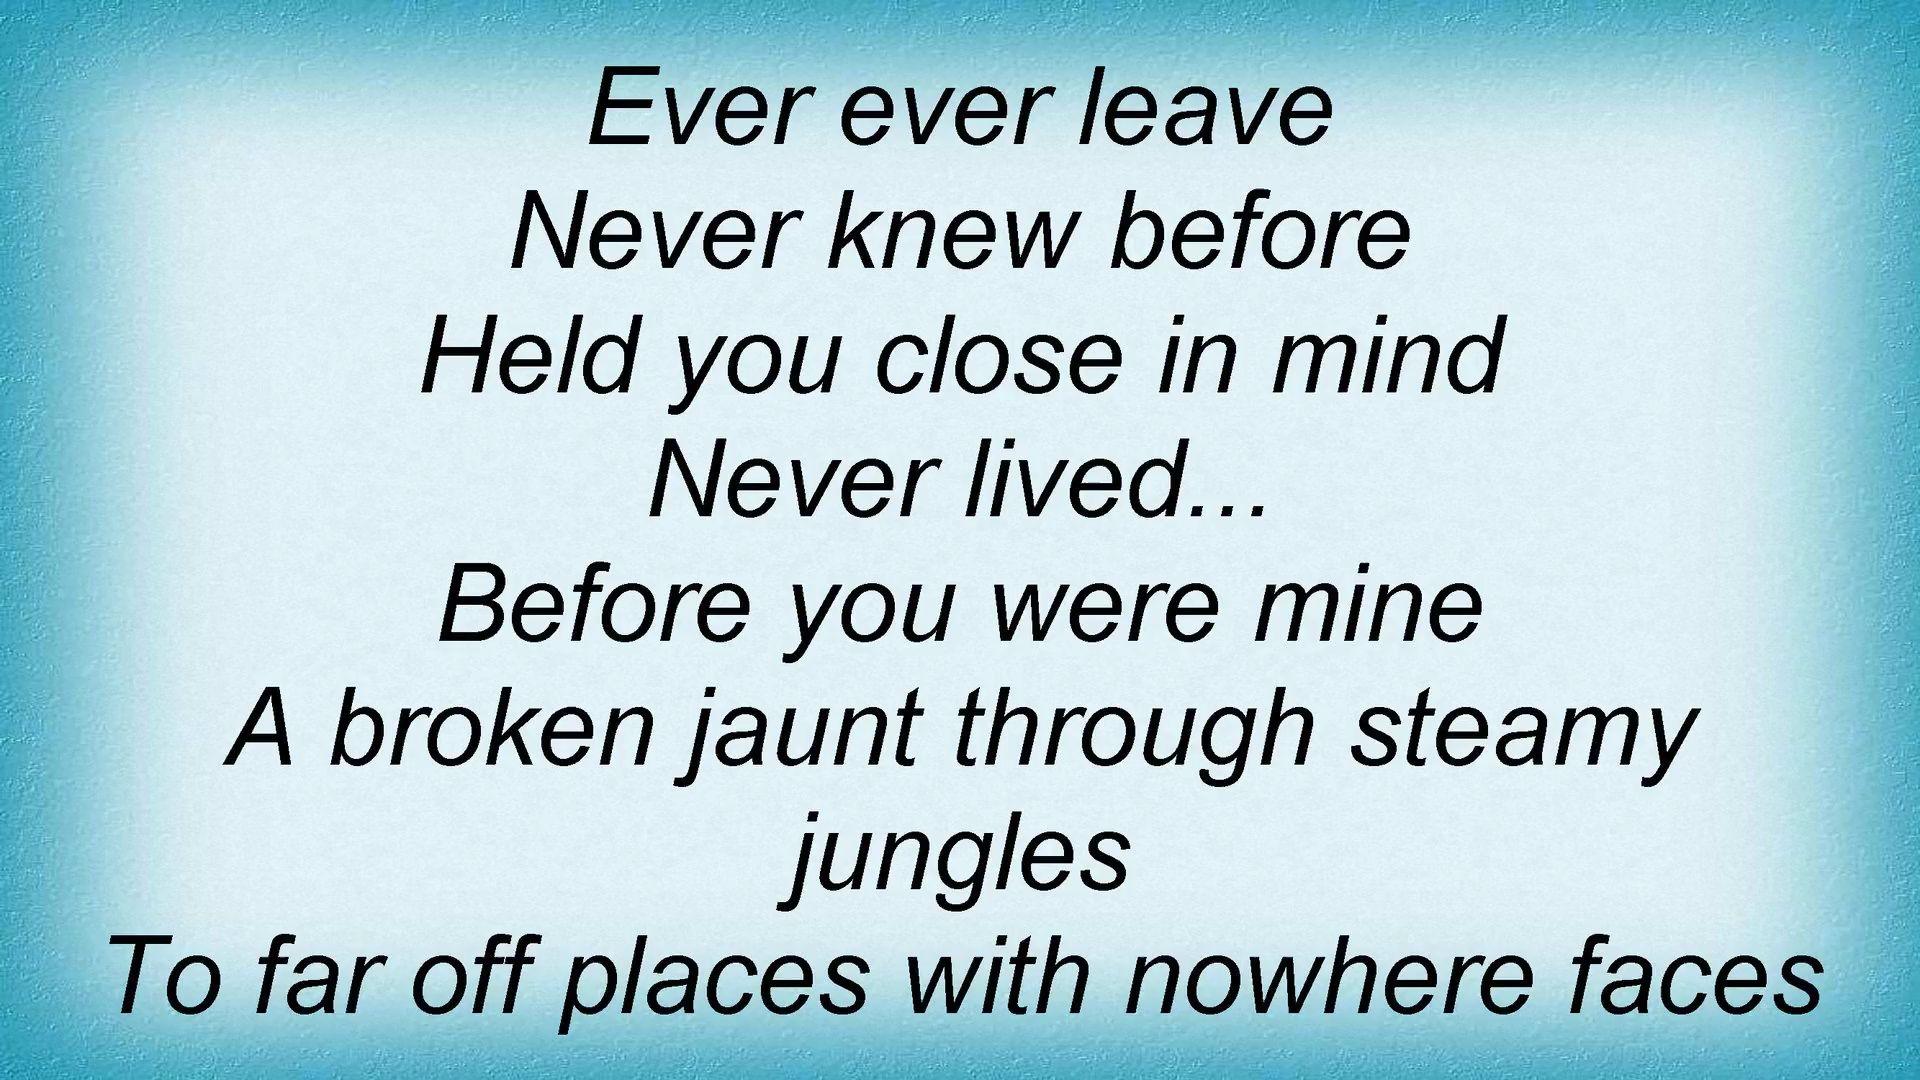 Ever ever leave
Never knew before
Held you close in mind
Never lived...
Before you were mine
A broken jaunt through steamy
jungles
To far off places with nowhere faces